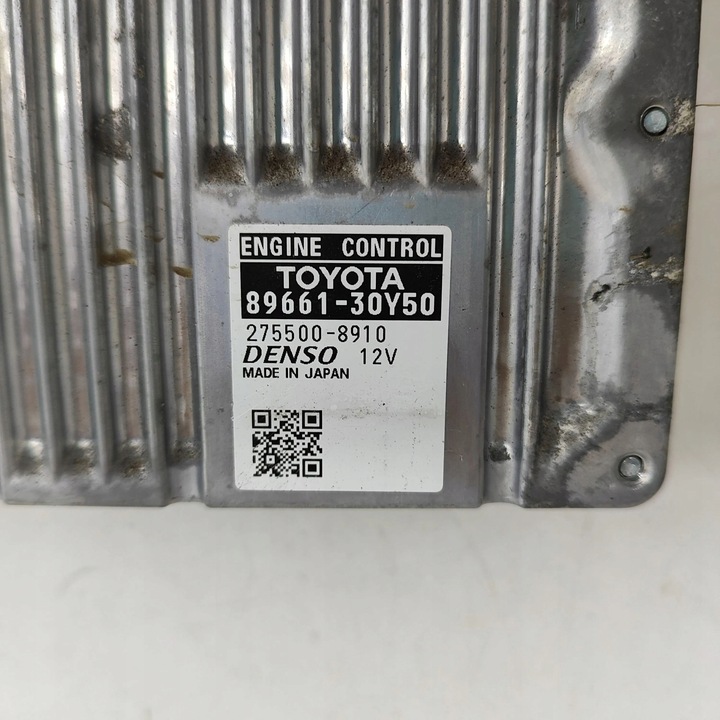 ENGINE CONTROL
TOYOTA
89661-30Y50
275500-8910
DENSO 12V
MADE IN JAPAN